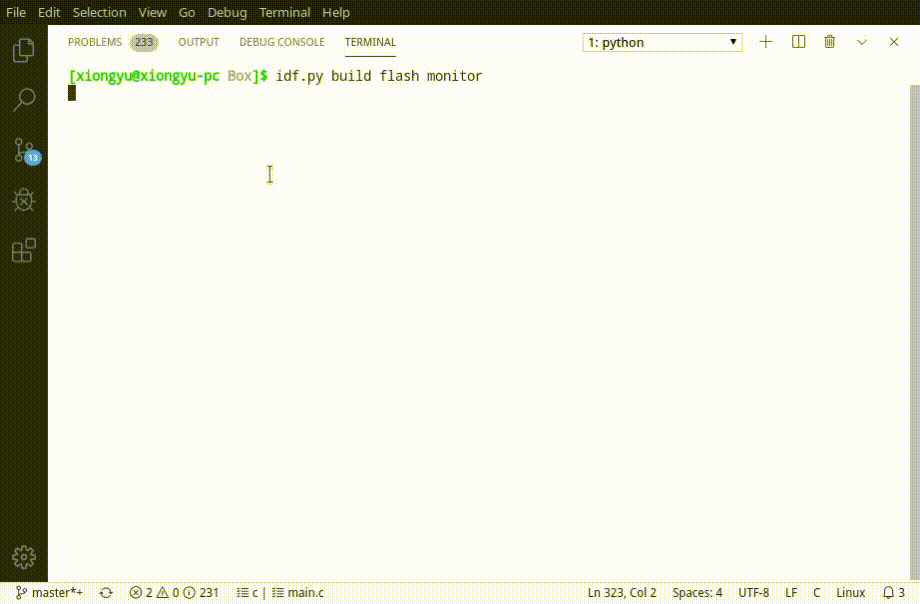 File Edit Selection View Go Debug Terminal Help
PROBLEMS 233 OUTPUT DEBUG CONSOLE TERMINAL 1: python
[xiongyu@xiongyu-pc Box]$ idf.py build flash monitor
13
master*+ 2 0 231 c | main.c Ln 323, Col 2 Spaces: 4 UTF-8 LF C Linux 3